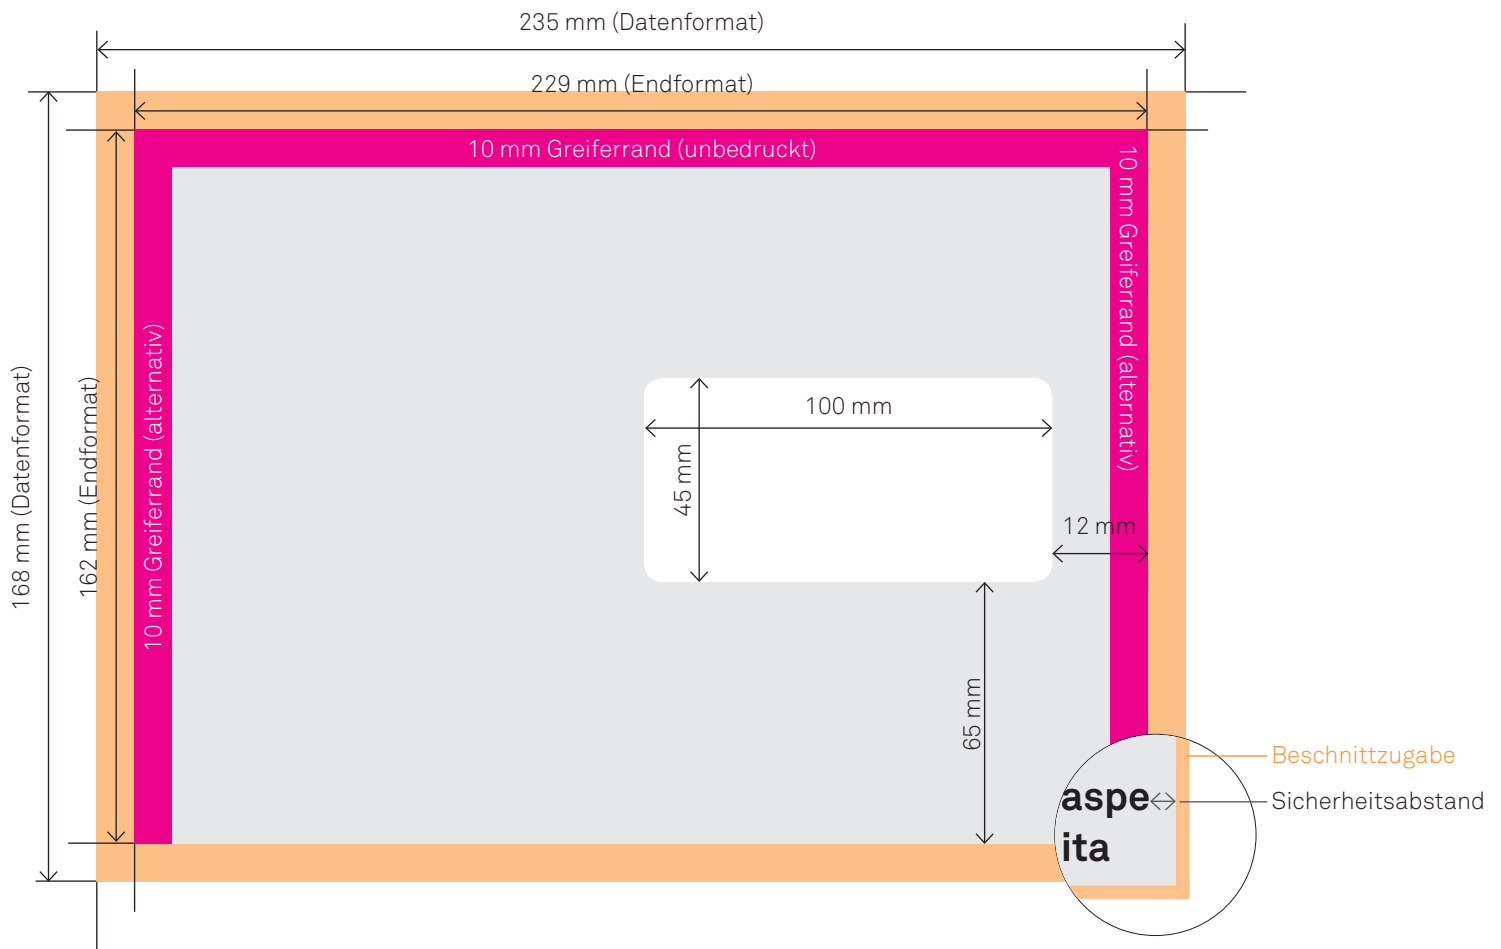 235 mm (Datenformat)
229 mm (Endformat)
10 mm Greiferrand (unbedruckt)
10 mm Greiferrand (alternativ)
168 mm (Datenformat)
162 mm (Endformat)
10 mm Greiferrand (alternativ)
100 mm
45 mm
12 mm
65 mm
Beschnittzugabe
aspe
Sicherheitsabstand
ita